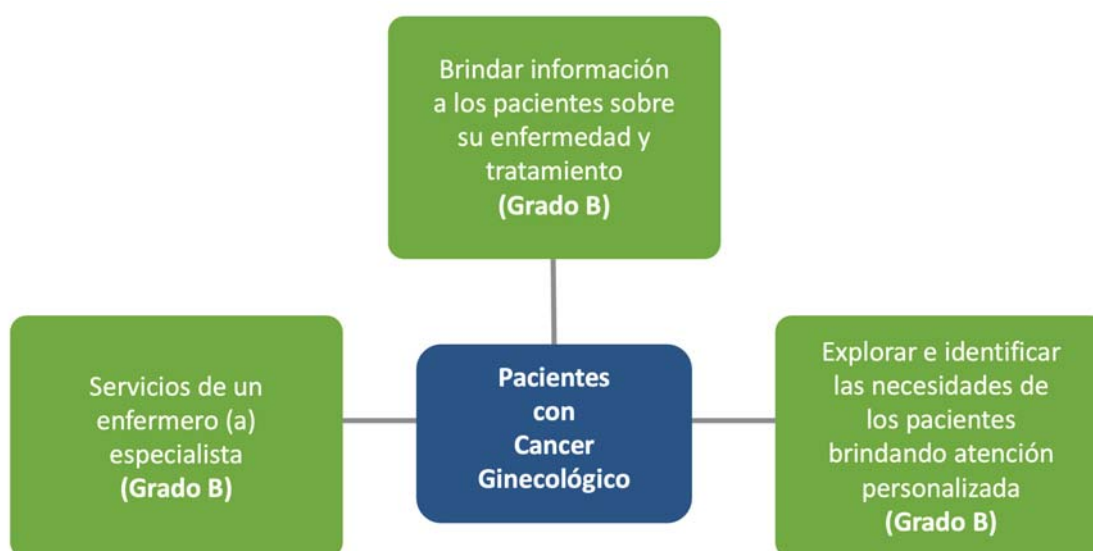 Brindar información
a los pacientes sobre
su enfermedad y
tratamiento
(Grado B)
Servicios de un
enfermero (a)
especialista
(Grado B)
Pacientes
con
Cancer
Ginecológico
Explorar e identificar
las necesidades de
los pacientes
brindando atención
personalizada
(Grado B)